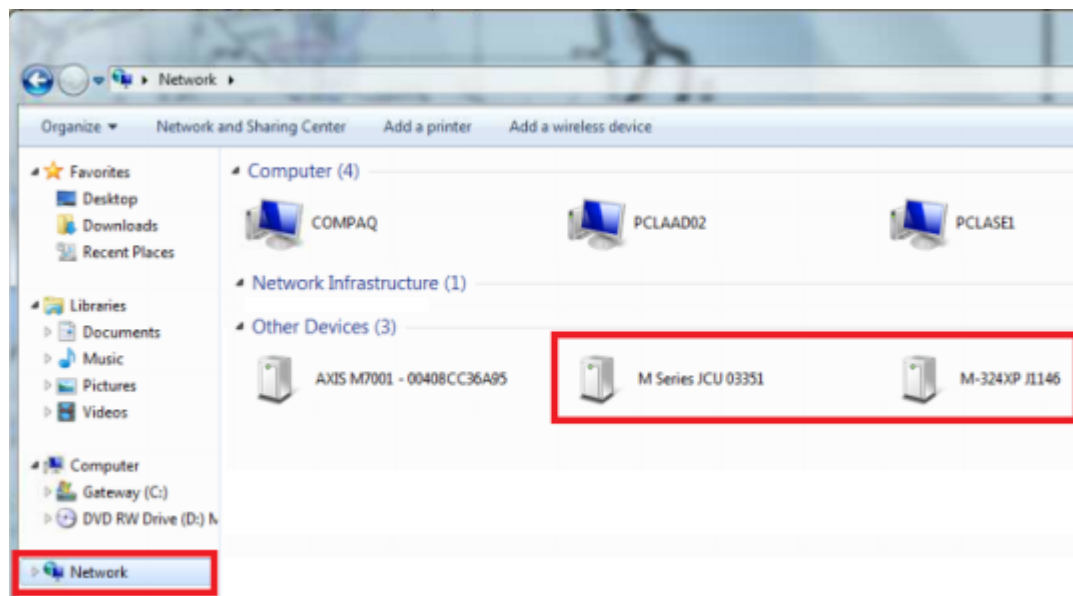 Network
Organize Network and Sharing Center Add a printer Add a wireless device
Favorites
Desktop
Downloads
Recent Places
Libraries
Documents
Music
Pictures
Videos
Computer
Gateway (C:)
DVD RW Drive (D:) M
Network
Computer (4)
COMPAQ PCLAAD02 PCLASE1
Network Infrastructure (1)
Other Devices (3)
AXIS M7001 - 00408CC36A95 M Series JCU 03351 M-324XP J1146